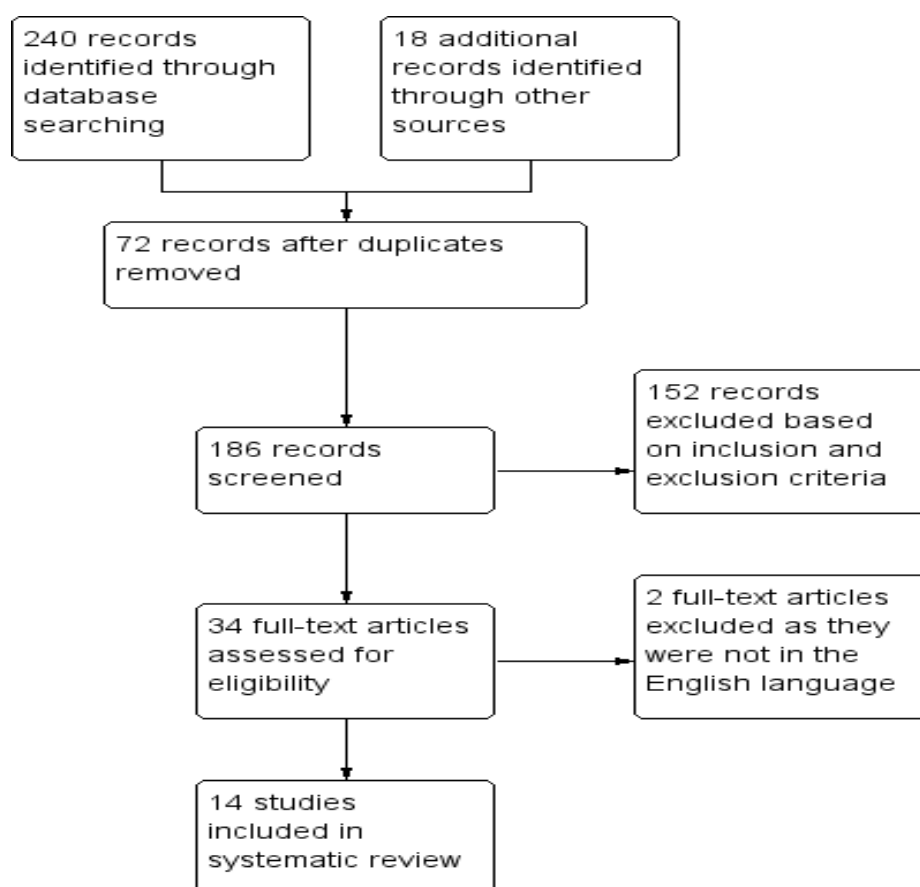 240 records
identified through
database
searching
18 additional
records identified
through other
sources
72 records after duplicates
removed
186 records
screened
152 records
excluded based
on inclusion and
exclusion criteria
34 full-text articles
assessed for
eligibility
2 full-text articles
excluded as they
were not in the
English language
14 studies
included in
systematic review